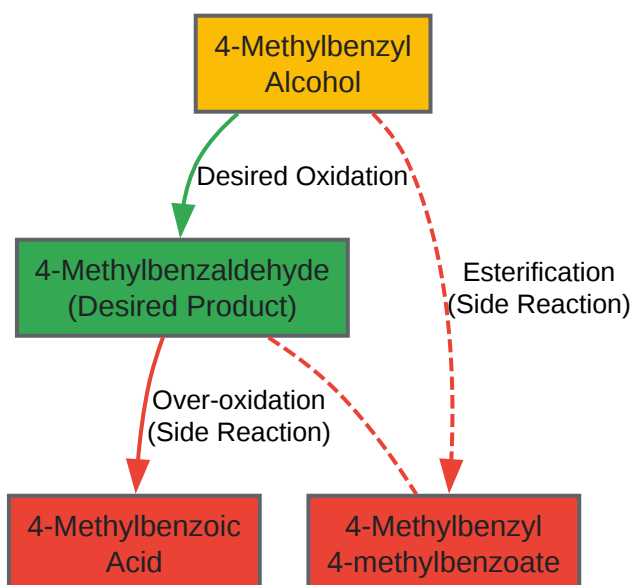 4-Methylbenzyl
Alcohol
Desired Oxidation
4-Methylbenzaldehyde
(Desired Product)
Esterification
(Side Reaction)
Over-oxidation
(Side Reaction)
4-Methylbenzoic
Acid
4-Methylbenzyl
4-methylbenzoate